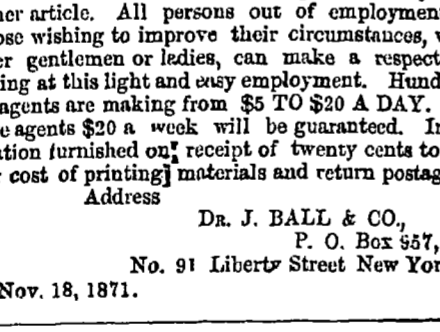 her article. All persons out of employmen
ose wishing to improve their circumstances, w
er gentlemen or ladies, can make a respect
ing at this light and easy employment. Hund
agents are making from $5 TO $20 A DAY.
e agents $20 a week will be guaranteed. In
ation furnished on receipt of twenty cents to
r cost of printing materials and return postag
Address
DR. J. BALL & CO.,
P. O. Box 957,
No. 91 Liberty Street New Yor
Nov. 18, 1871.